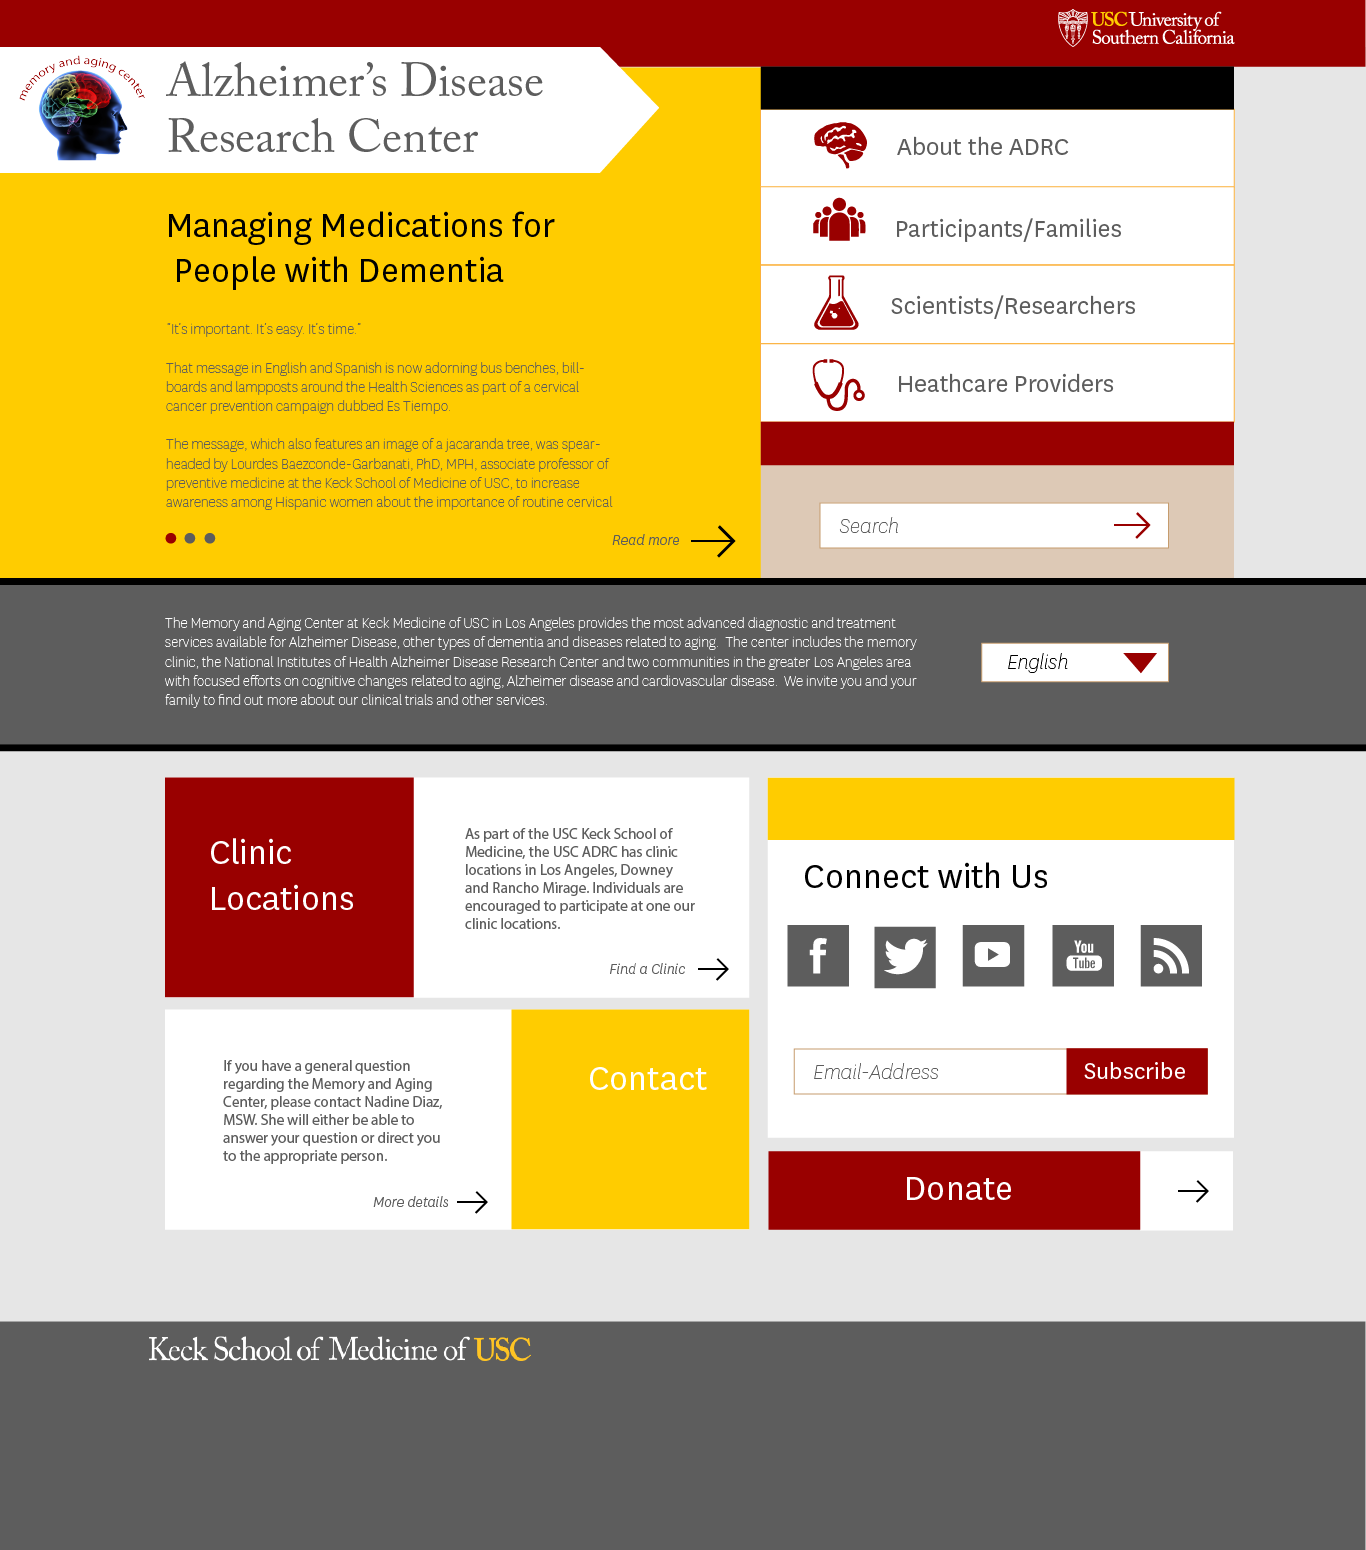 USC University of
Southern California
memory and aging center
Alzheimer’s Disease
Research Center
Managing Medications for
People with Dementia
"It's important. It's easy. It's time."
That message in English and Spanish is now adorning bus benches, bill-
boards and lampposts around the Health Sciences as part of a cervical
cancer prevention campaign dubbed Es Tiempo.
The message, which also features an image of a jacaranda tree, was spear-
headed by Lourdes Baezconde-Garbanati, PhD, MPH, associate professor of
preventive medicine at the Keck School of Medicine of USC, to increase
awareness among Hispanic women about the importance of routine cervical
Read more
About the ADRC
Participants/Families
Scientists/Researchers
Heathcare Providers
Search
The Memory and Aging Center at Keck Medicine of USC in Los Angeles provides the most advanced diagnostic and treatment
services available for Alzheimer Disease, other types of dementia and diseases related to aging. The center includes the memory
clinic, the National Institutes of Health Alzheimer Disease Research Center and two communities in the greater Los Angeles area
with focused efforts on cognitive changes related to aging, Alzheimer disease and cardiovascular disease. We invite you and your
family to find out more about our clinical trials and other services.
English
Clinic
Locations
As part of the USC Keck School of
Medicine, the USC ADRC has clinic
locations in Los Angeles, Downey
and Rancho Mirage. Individuals are
encouraged to participate at one our
clinic locations.
Find a Clinic
If you have a general question
regarding the Memory and Aging
Center, please contact Nadine Diaz,
MSW. She will either be able to
answer your question or direct you
to the appropriate person.
More details
Contact
Connect with Us
f
You
Tube
Email-Address
Subscribe
Donate
Keck School of Medicine of USC